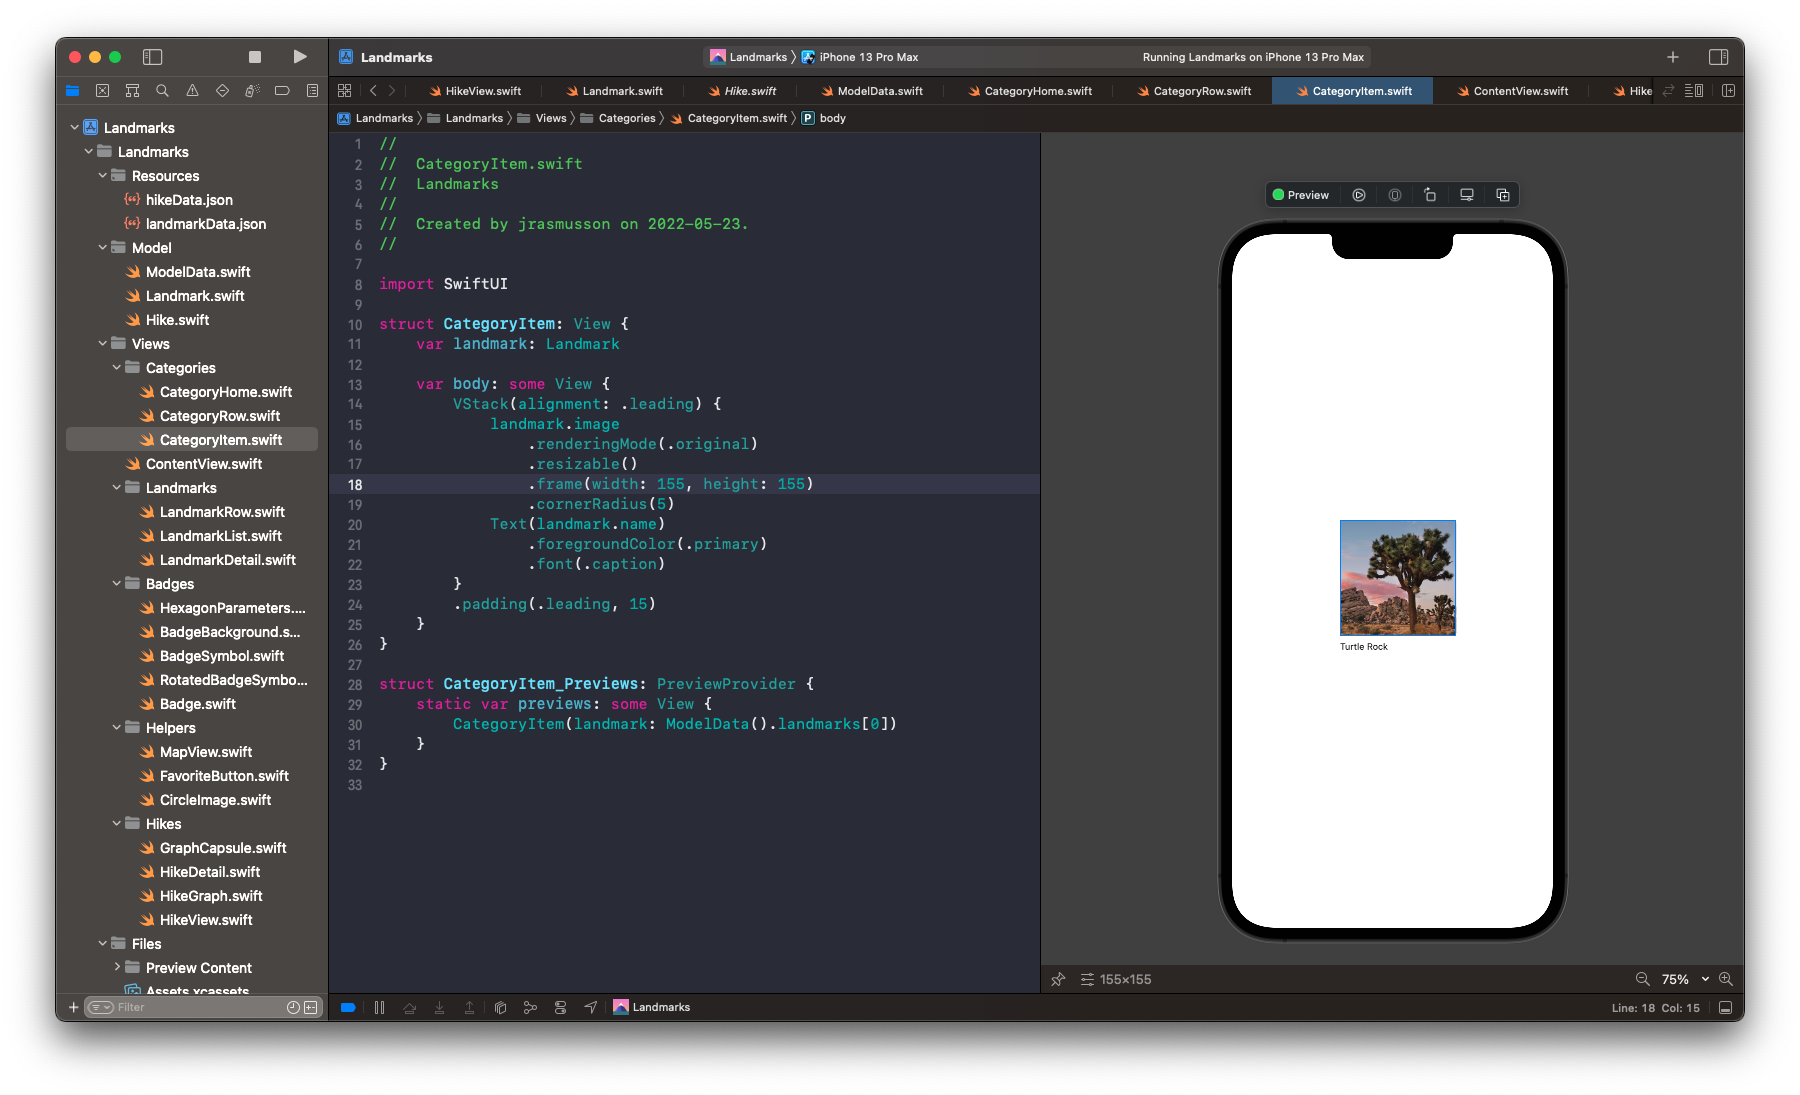 Landmarks
Landmarks
iPhone 13 Pro Max
Running Landmarks on iPhone 13 Pro Max
HikeView.swift
Landmark.swift
Hike.swift
ModelData.swift
CategoryHome.swift
CategoryRow.swift
CategoryItem.swift
ContentView.swift
Hike
Landmarks
Landmarks
Views
Categories
CategoryItem.swift
P
body
Landmarks
Landmarks
Resources
hikeData.json
landmarkData.json
Model
ModelData.swift
Landmark.swift
Hike.swift
Views
Categories
CategoryHome.swift
CategoryRow.swift
CategoryItem.swift
ContentView.swift
Landmarks
LandmarkRow.swift
LandmarkList.swift
LandmarkDetail.swift
Badges
HexagonParameters....
BadgeBackground.s...
BadgeSymbol.swift
RotatedBadgeSymbo...
Badge.swift
Helpers
MapView.swift
FavoriteButton.swift
CircleImage.swift
Hikes
GraphCapsule.swift
HikeDetail.swift
HikeGraph.swift
HikeView.swift
Files
Preview Content
Assets.xcassets
Filter
1 //
2 //  CategoryItem.swift
3 //  Landmarks
4 //
5 //  Created by jrasmusson on 2022-05-23.
6 //
7
8 import SwiftUI
9
10 struct CategoryItem: View {
11     var landmark: Landmark
12
13     var body: some View {
14         VStack(alignment: .leading) {
15             landmark.image
16                 .renderingMode(.original)
17                 .resizable()
18                 .frame(width: 155, height: 155)
19                 .cornerRadius(5)
20             Text(landmark.name)
21                 .foregroundColor(.primary)
22                 .font(.caption)
23         }
24         .padding(.leading, 15)
25     }
26 }
27
28 struct CategoryItem_Previews: PreviewProvider {
29     static var previews: some View {
30         CategoryItem(landmark: ModelData().landmarks[0])
31     }
32 }
33
Preview
Turtle Rock
155×155
75%
Landmarks
Line: 18 Col: 15